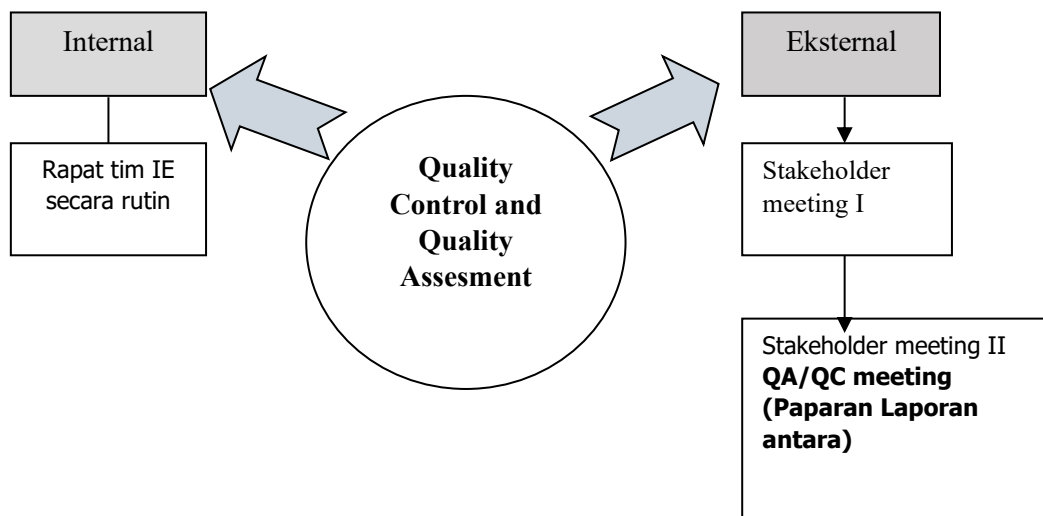 Internal
Rapat tim IE
secara rutin
Quality
Control and
Quality
Assesment
Eksternal
Stakeholder
meeting I
Stakeholder meeting II
QA/QC meeting
(Paparan Laporan
antara)